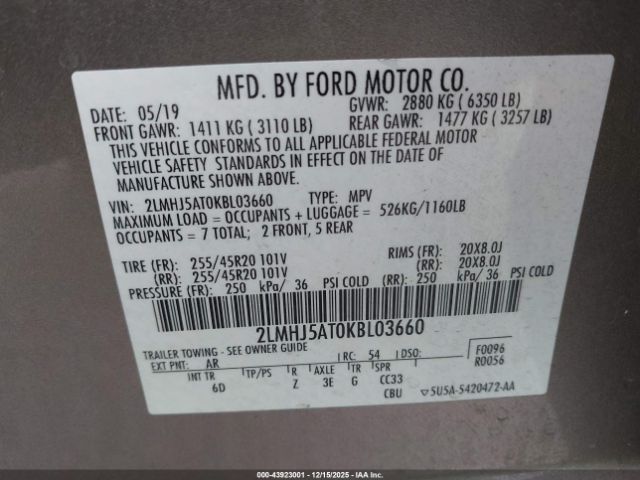 MFD. BY FORD MOTOR CO.
DATE: 05/19 GVWR: 2880 KG ( 6350 LB)
FRONT GAWR: 1411 KG ( 3110 LB) REAR GAWR: 1477 KG ( 3257 LB)
THIS VEHICLE CONFORMS TO ALL APPLICABLE FEDERAL MOTOR
VEHICLE SAFETY STANDARDS IN EFFECT ON THE DATE OF
MANUFACTURE SHOWN ABOVE.
VIN: 2LMHJ5AT0KBL03660 TYPE: MPV
MAXIMUM LOAD = OCCUPANTS + LUGGAGE = 526KG/1160LB
OCCUPANTS = 7 TOTAL; 2 FRONT, 5 REAR
TIRE (FR): 255/45R20 101V RIMS (FR): 20X8.0J
(RR): 255/45R20 101V (RR): 20X8.0J
PRESSURE (FR): 250 kPa/ 36 PSI COLD (RR): 250 kPa/ 36 PSI COLD
2LMHJ5AT0KBL03660
TRAILER TOWING - SEE OWNER GUIDE
EXT PNT: AR RC: 54 DSO: F0096
R0056
INT TR TP/PS R AXLE TR SPR
6D Z 3E G CC33
CBU 5U5A-5420472-AA
000-43923001 - 12/15/2025 - IAAI.COM